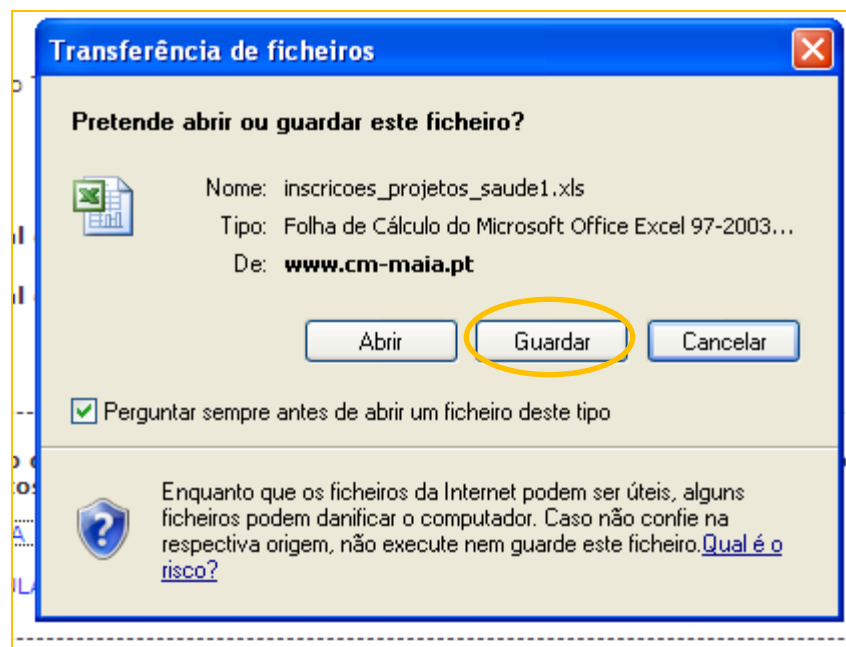 Transferência de ficheiros
Pretende abrir ou guardar este ficheiro?
Nome: inscricoes_projetos_saude1.xls
Tipo: Folha de Cálculo do Microsoft Office Excel 97-2003...
De: www.cm-maia.pt
Abrir Guardar Cancelar
Perguntar sempre antes de abrir um ficheiro deste tipo
Enquanto que os ficheiros da Internet podem ser úteis, alguns
ficheiros podem danificar o computador. Caso não confie na
respectiva origem, não execute nem guarde este ficheiro.Qual é o
risco?